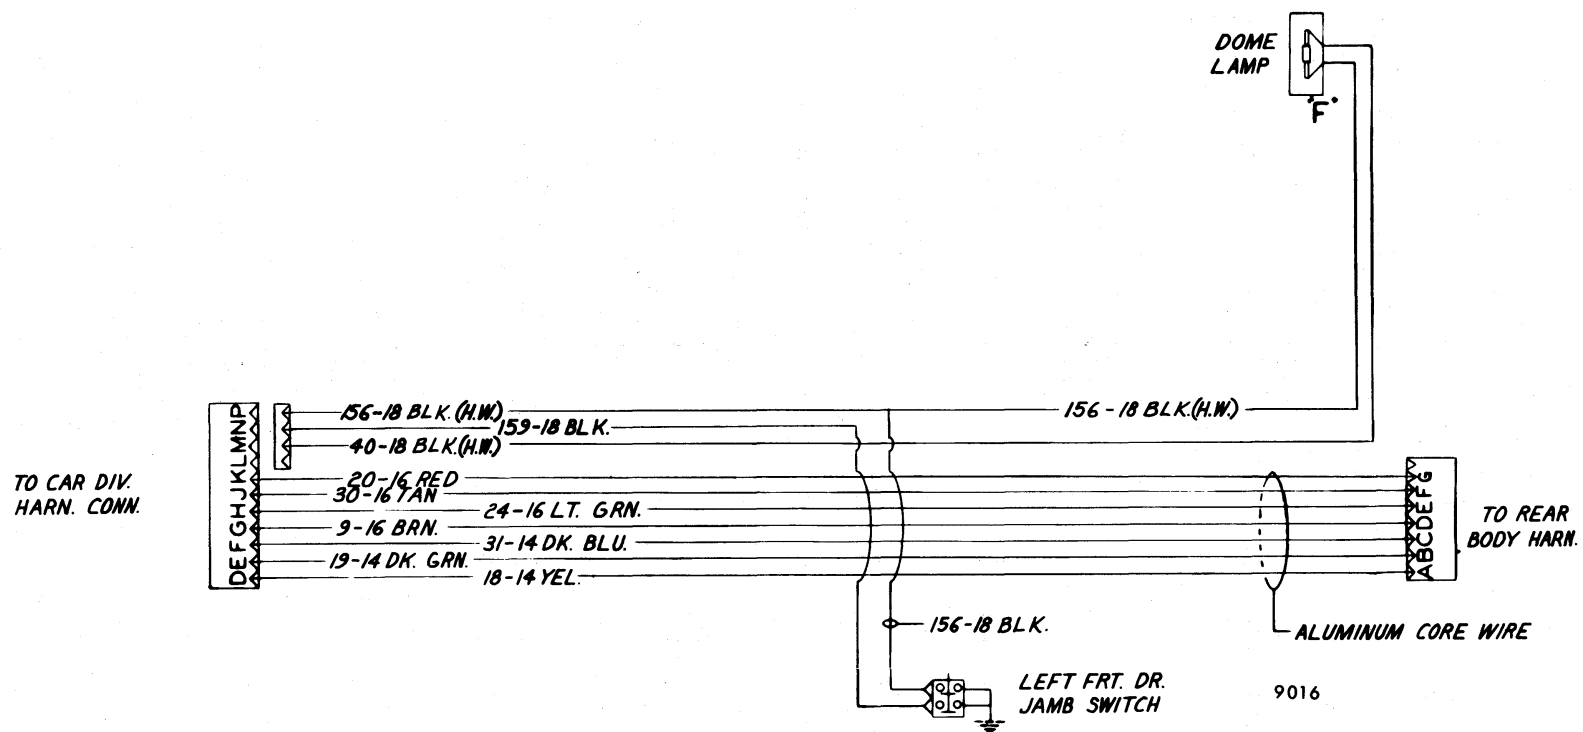 DOME
LAMP
"F"
156-18 BLK.(H.W.)
156-18 BLK.(H.W.)
159-18 BLK.
40-18 BLK.(H.W.)
TO CAR DIV.
HARN. CONN.
DEFGHJKLMNP
20-16 RED
30-16 TAN
24-16 LT. GRN.
9-16 BRN.
31-14 DK. BLU.
19-14 DK. GRN.
18-14 YEL.
ABCDEFG
TO REAR
BODY HARN.
156-18 BLK.
ALUMINUM CORE WIRE
LEFT FRT. DR.
JAMB SWITCH
9016